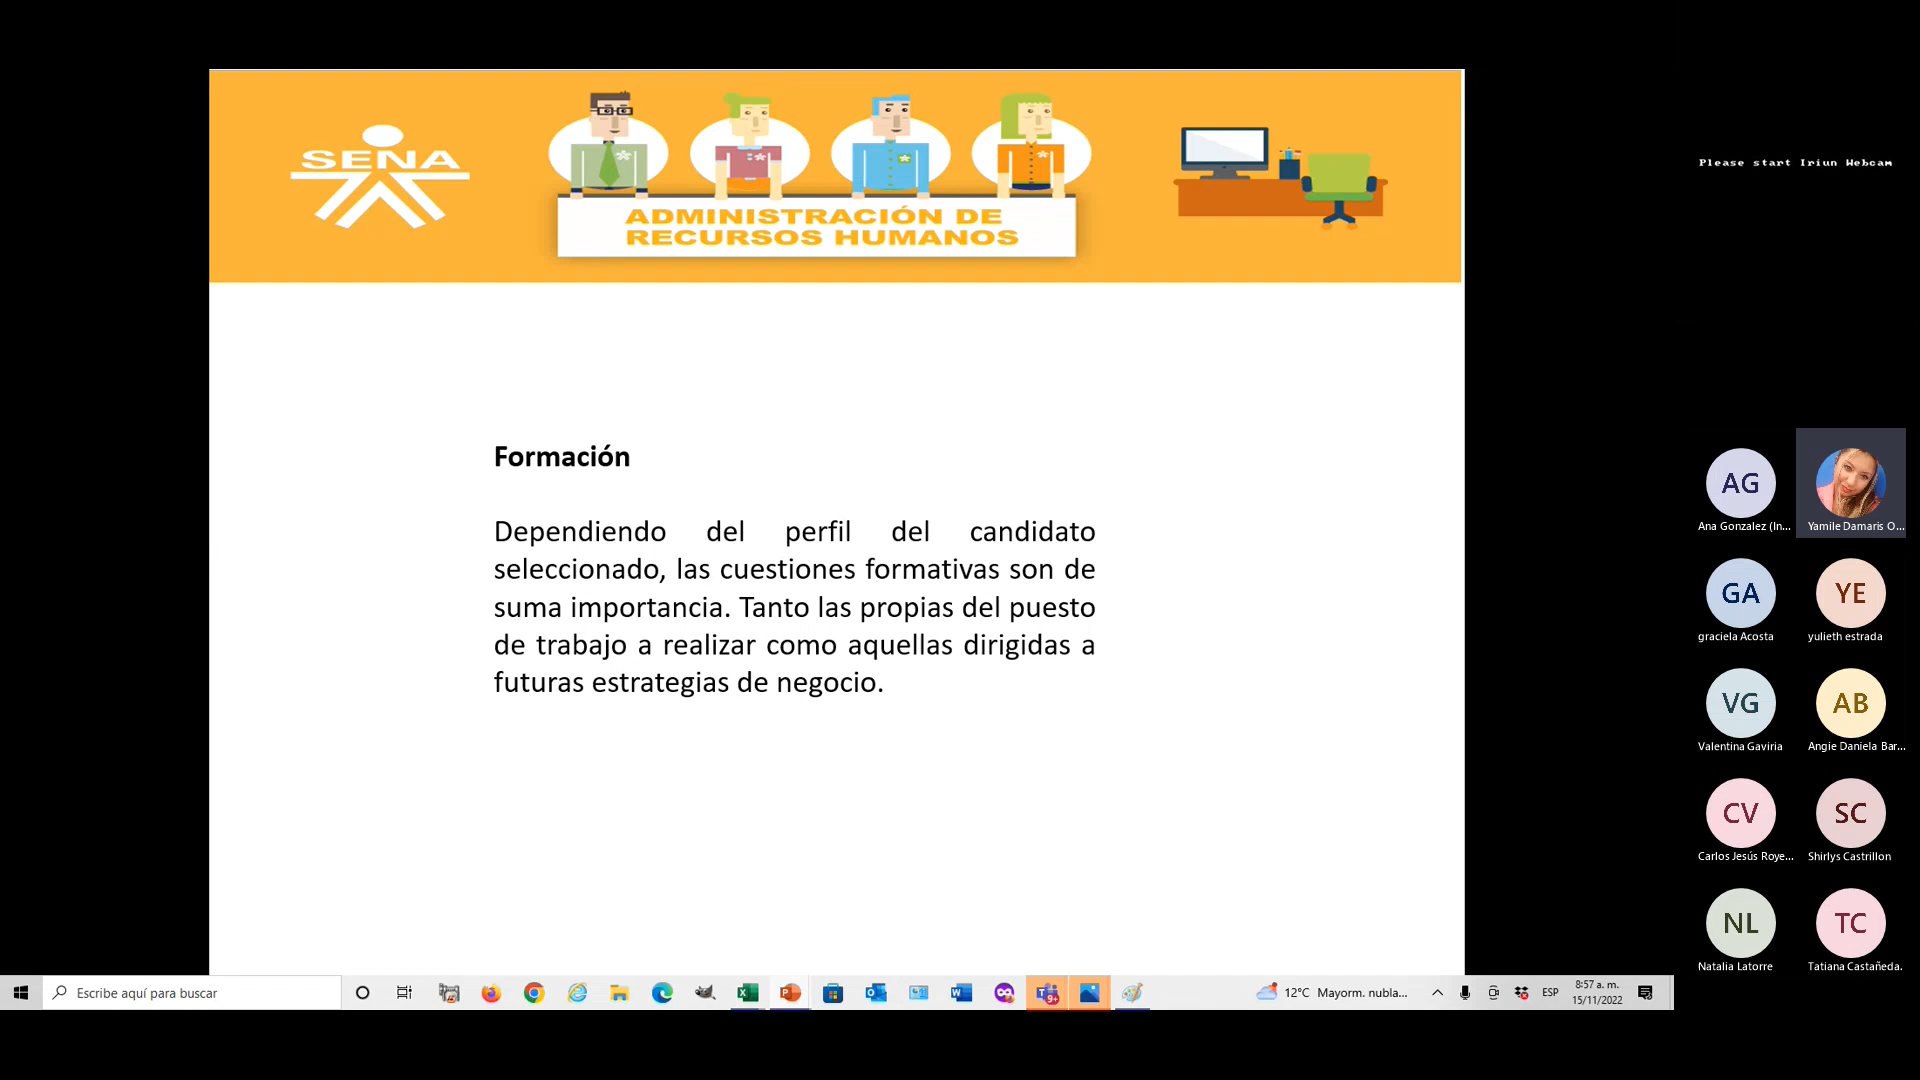 SENA
ADMINISTRACIÓN DE
RECURSOS HUMANOS
Please start Iriun Webcam
Formación
Dependiendo del perfil del candidato
seleccionado, las cuestiones formativas son de
suma importancia. Tanto las propias del puesto
de trabajo a realizar como aquellas dirigidas a
futuras estrategias de negocio.
AG
Ana Gonzalez (In...
Yamile Damaris O...
GA
graciela Acosta
YE
yulieth estrada
VG
Valentina Gaviria
AB
Angie Daniela Bar...
CV
Carlos Jesús Roye...
SC
Shirlys Castrillon
NL
Natalia Latorre
TC
Tatiana Castañeda.
Escribe aquí para buscar
9+
12°C Mayorm. nubla...
ESP
8:57 a. m.
15/11/2022